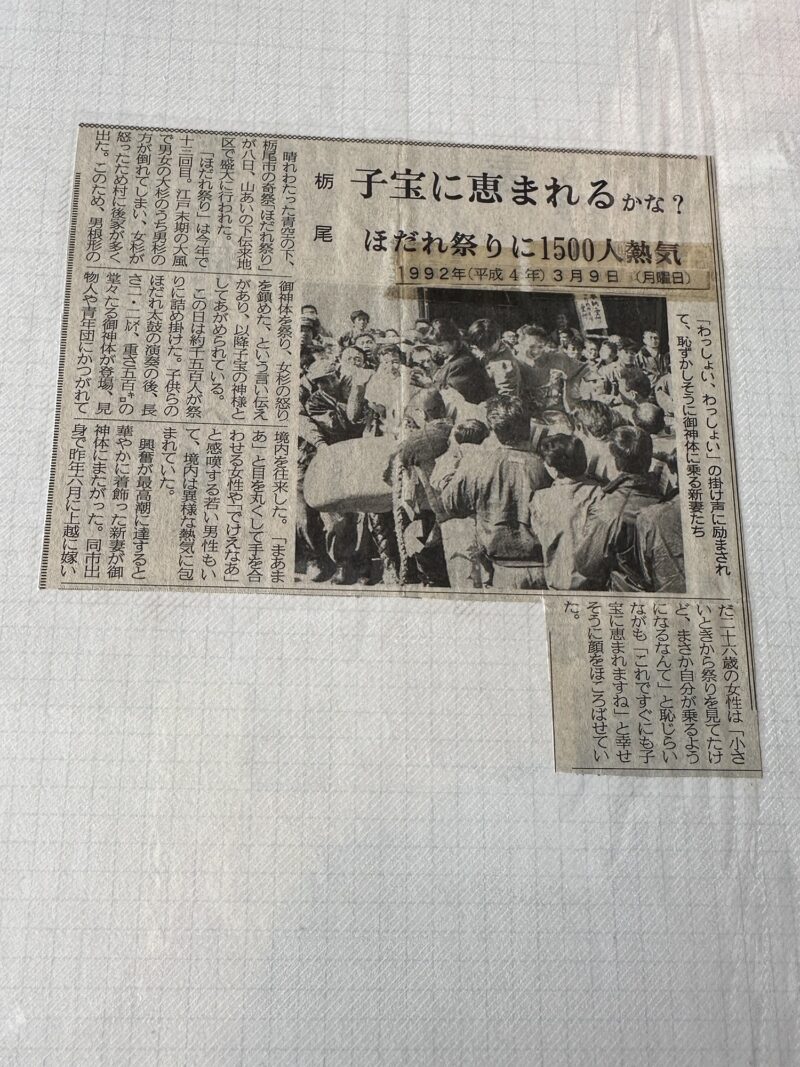 子宝に恵まれるかな?
ほだれ祭りに1500人熱気
1992年(平成4年)3月9日 (月曜日)
栃尾
晴れわたった青空の下、
栃尾市の奇祭「ほだれ祭り」
が八日、山あいの下伝来地
区で盛大に行われた。
「ほだれ祭り」は今年で
十三回目。江戸末期の大風
で男女の大杉のうち男杉の
方が倒れてしまい、女杉が
怒ったため村に後家が多く
出た。このため、男根形の
御神体を祭り、女杉の怒り
を鎮めた、という言い伝え
があり、以降子宝の神様と
してあがめられている。
この日は約千五百人が祭
りに詰め掛けた。子供らの
ほだれ太鼓の演奏の後、長
さ二・二㍍、重さ五百㌔の
堂々たる御神体が登場、見
物人や青年団にかつがれて
境内を往来した。「まあま
あ」と目を丸くして手を合
わせる女性や「でけえなあ」
と感嘆する若い男性もい
て、境内は異様な熱気に包
まれていた。
興奮が最高潮に達すると
華やかに着飾った新妻が御
神体にまたがった。同市出
身で昨年六月に上越に嫁い
だ二十六歳の女性は「小さ
いときから祭りを見てたけ
ど、まさか自分が乗るよう
になるなんて」と恥じらい
ながらも「これですぐにも子
宝に恵まれますね」と幸せ
そうに顔をほころばせてい
た。
「わっしょい、わっしょい」の掛け声に励まされ
て、恥ずかしそうに御神体に乗る新妻たち